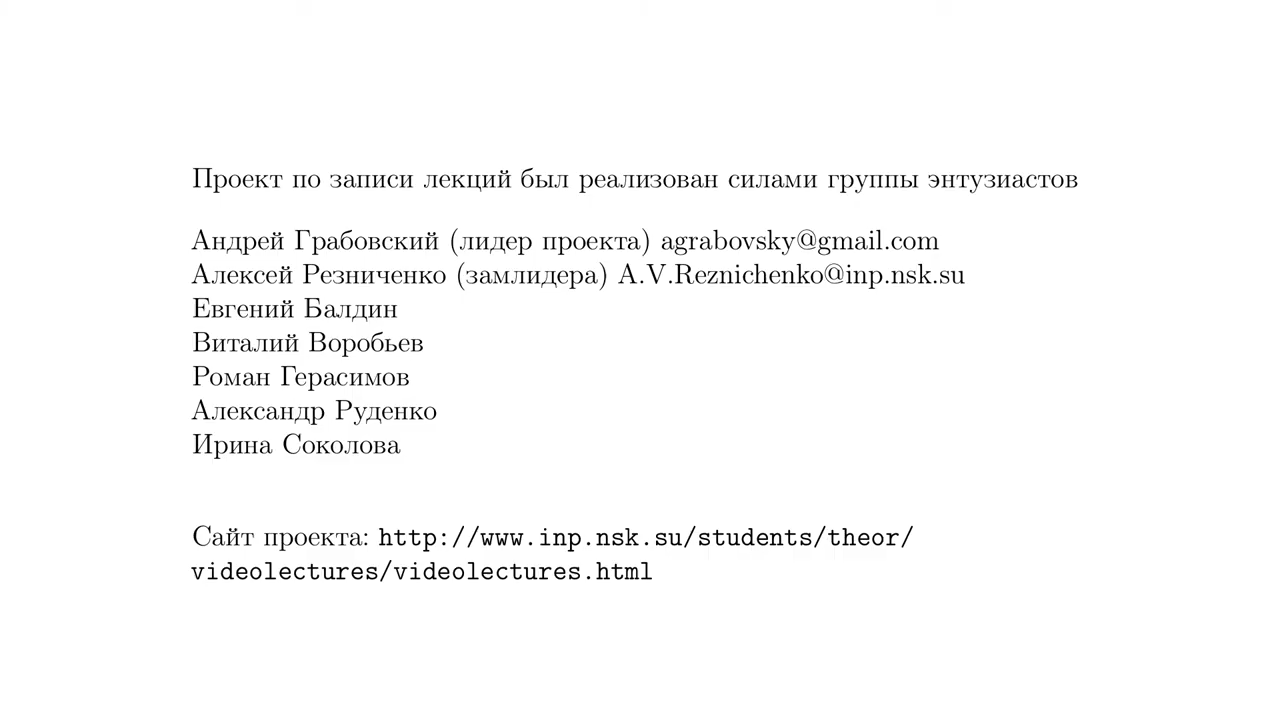 Проект по записи лекций был реализован силами группы энтузиастов
Андрей Грабовский (лидер проекта) agrabovsky@gmail.com
Алексей Резниченко (замлидера) A.V.Reznichenko@inp.nsk.su
Евгений Балдин
Виталий Воробьев
Роман Герасимов
Александр Руденко
Ирина Соколова
Сайт проекта: http://www.inp.nsk.su/students/theor/
videolectures/videolectures.html